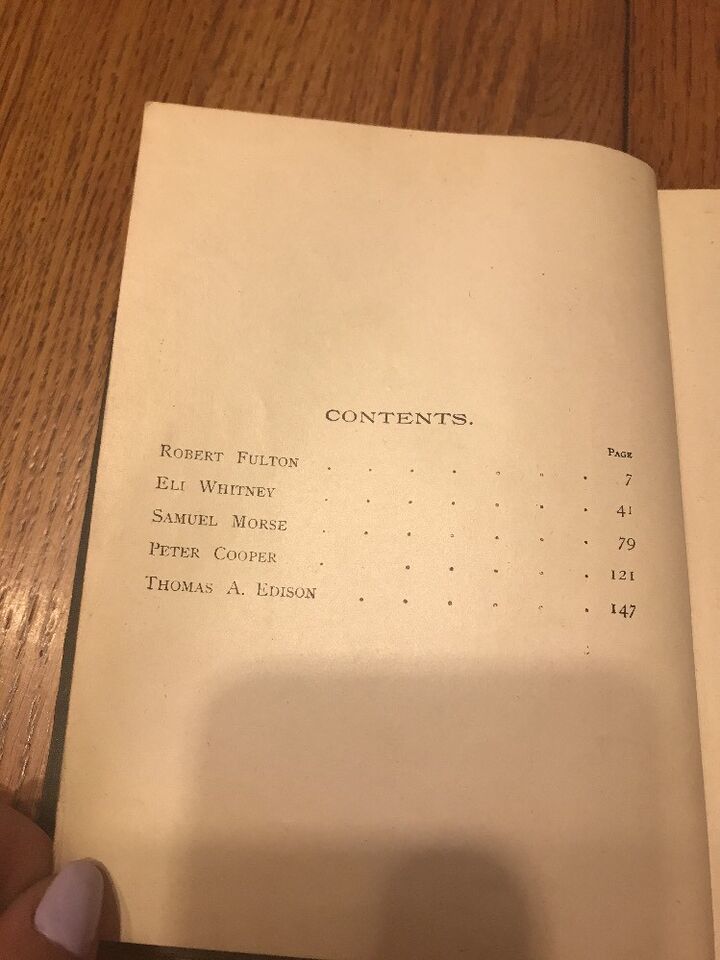 CONTENTS.
PAGE
ROBERT FULTON . . . . . . . 7
ELI WHITNEY . . . . . . . 41
SAMUEL MORSE . . . . . . . 79
PETER COOPER . . . . . . 121
THOMAS A. EDISON . . . . . . 147